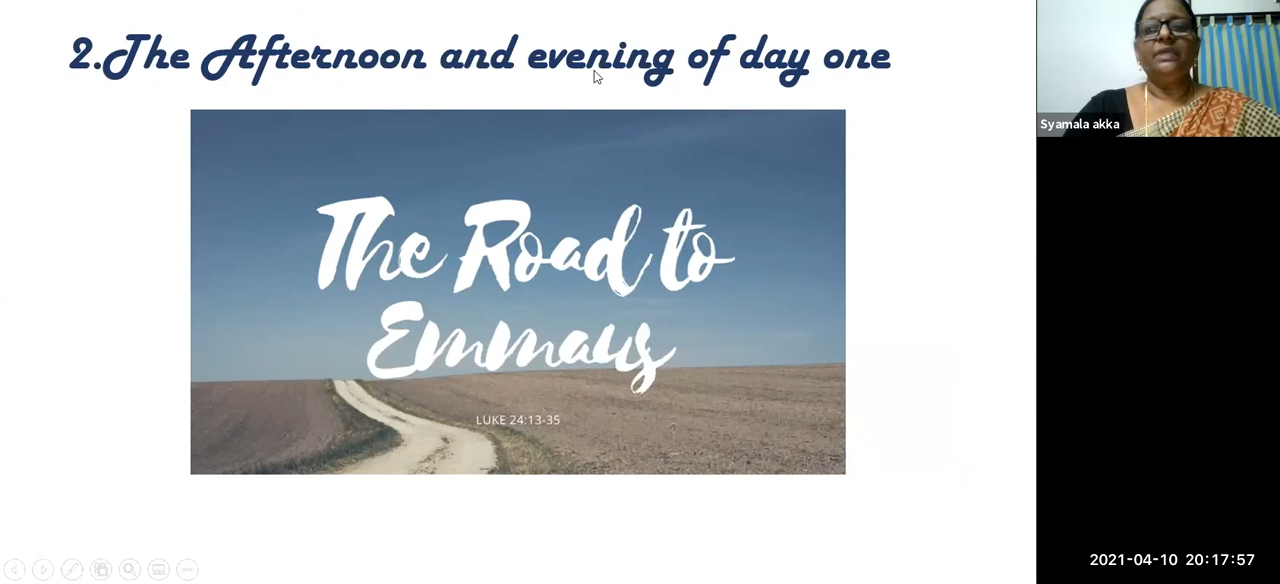 2.The Afternoon and evening of day one
The Road to
Emmaus
LUKE 24:13-35
Syamala akka
2021-04-10 20:17:57